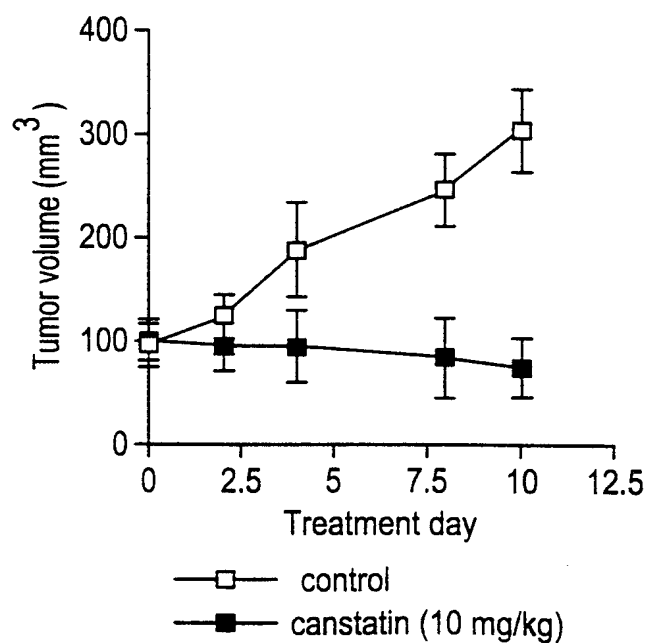 400
300
200
100
0
Tumor volume (mm³)
0 2.5 5 7.5 10 12.5
Treatment day
control
canstatin (10 mg/kg)